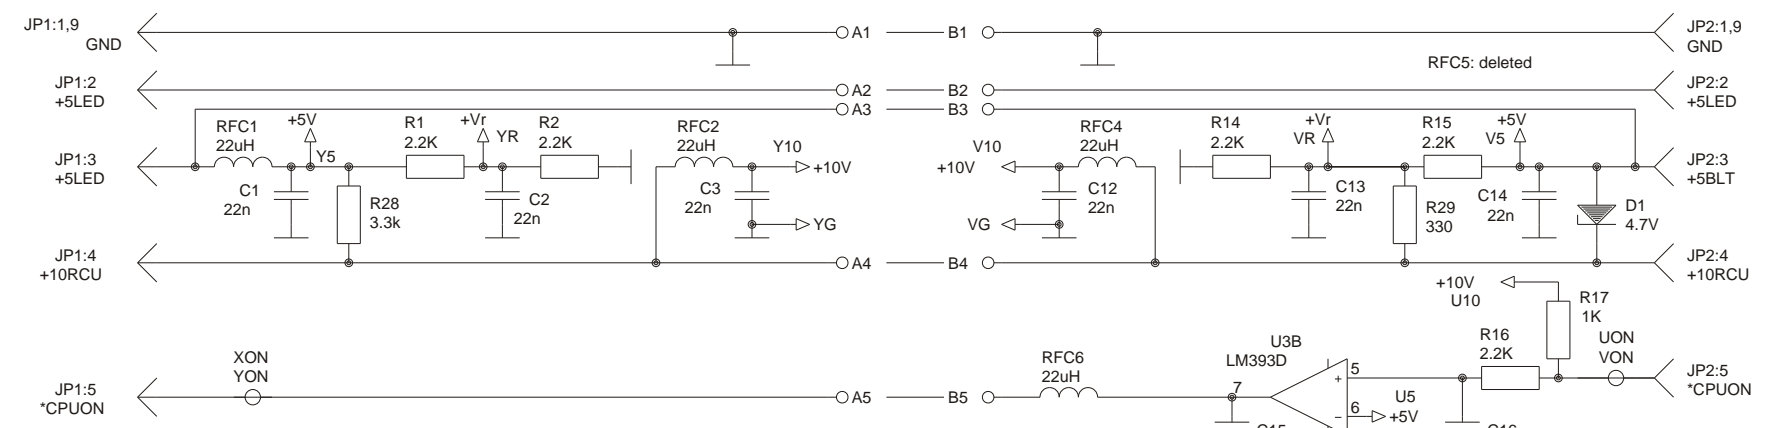 JP1:1,9
GND
A1
B1
JP2:1,9
GND
RFC5: deleted
JP1:2
+5LED
A2
B2
JP2:2
+5LED
A3
B3
RFC1
22uH
+5V
Y5
R1
2.2K
+Vr
YR
R2
2.2K
RFC2
22uH
Y10
+10V
V10
+10V
RFC4
22uH
R14
2.2K
+Vr
VR
R15
2.2K
+5V
V5
JP1:3
+5LED
JP2:3
+5BLT
C1
22n
R28
3.3k
C2
22n
C3
22n
YG
VG
C12
22n
C13
22n
R29
330
C14
22n
D1
4.7V
JP1:4
+10RCU
A4
B4
JP2:4
+10RCU
+10V
U10
R17
1K
XON
YON
RFC6
22uH
U3B
LM393D
R16
2.2K
UON
VON
JP1:5
*CPUON
A5
B5
7
+
5
-
6
U5
+5V
JP2:5
*CPUON
C15
C16